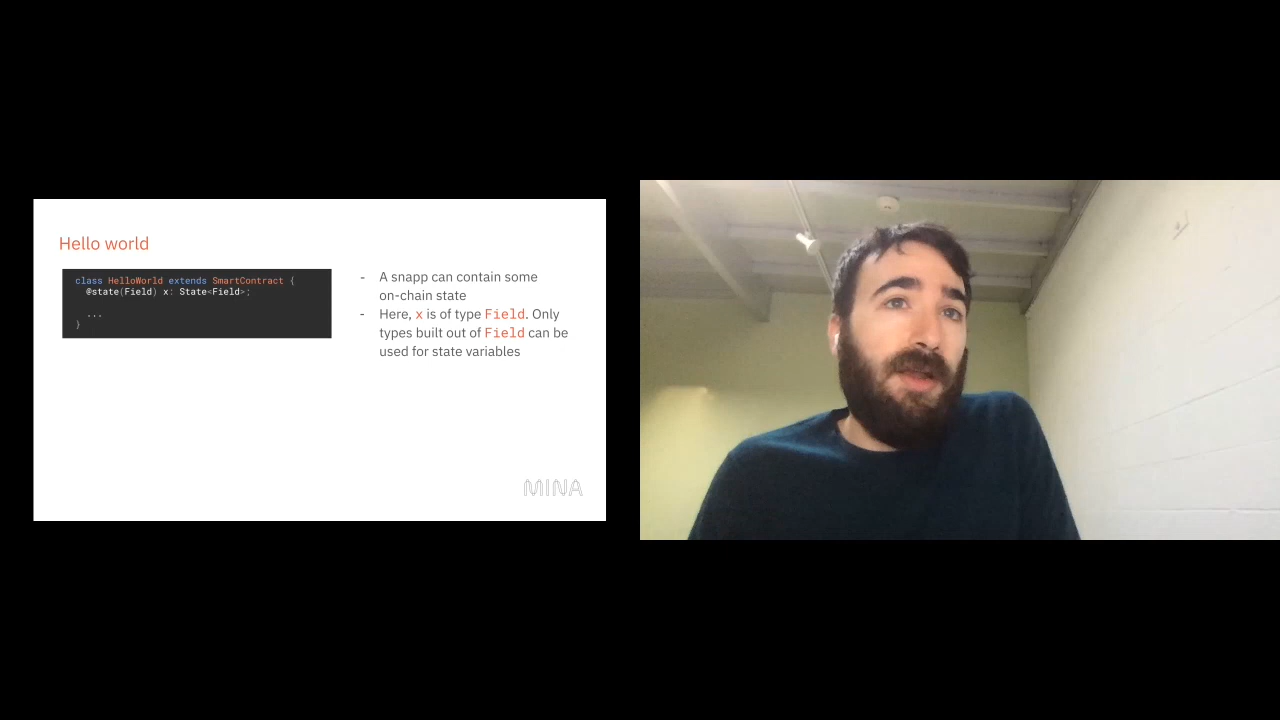 Hello world
class HelloWorld extends SmartContract {
@state(Field) x: State<Field>;
...
}
- A snapp can contain some
on-chain state
- Here, x is of type Field. Only
types built out of Field can be
used for state variables
MINA